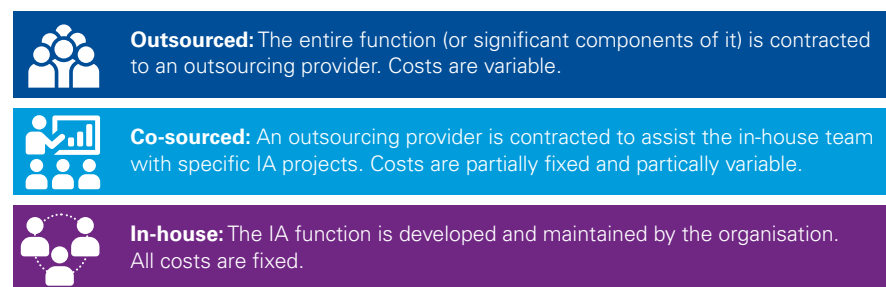 Outsourced: The entire function (or significant components of it) is contracted
to an outsourcing provider. Costs are variable.
Co-sourced: An outsourcing provider is contracted to assist the in-house team
with specific IA projects. Costs are partially fixed and partically variable.
In-house: The IA function is developed and maintained by the organisation.
All costs are fixed.